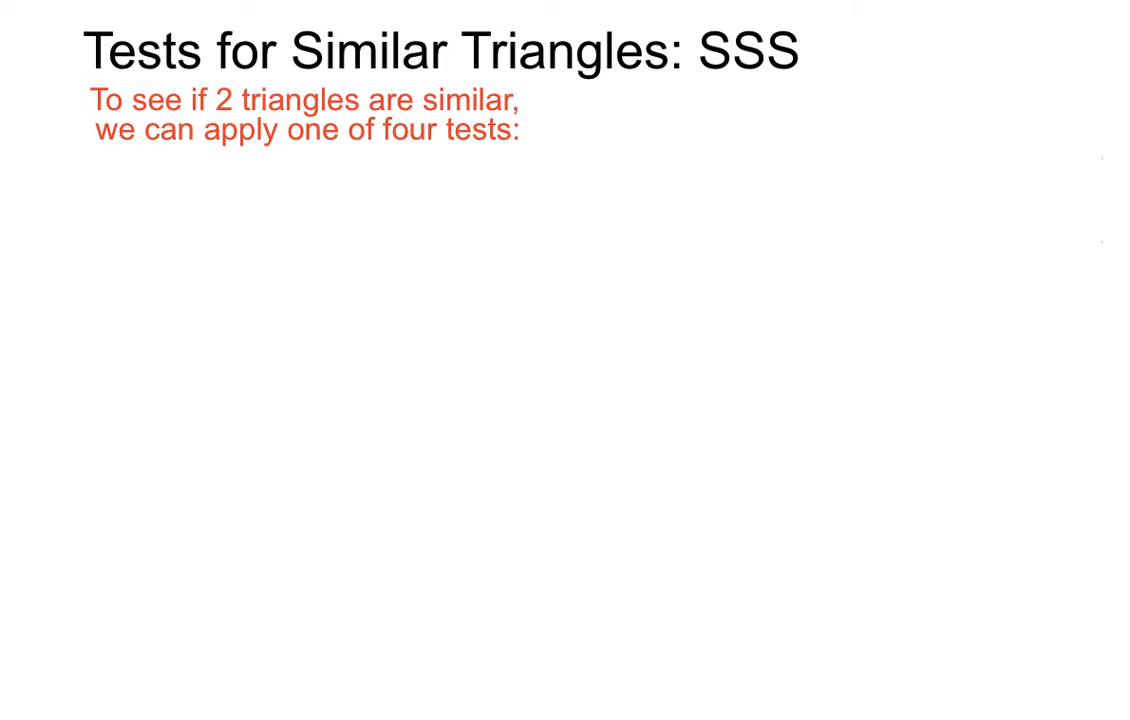 Tests for Similar Triangles: SSS
To see if 2 triangles are similar,
we can apply one of four tests: